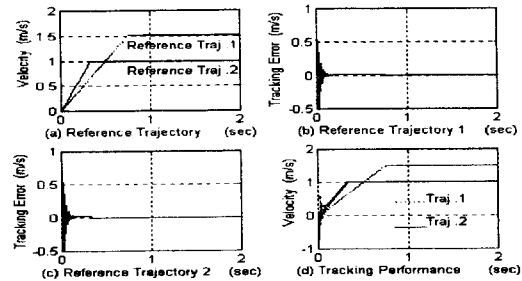 Velocity (m/s)
2
1.5
1
0.5
0
Reference Traj .1
Reference Traj .2
0
1
2
(a) Reference Trajectory (sec)
Tracking Error (m/s)
1
0.5
0
-0.5
0
1
2
(b) Reference Trajectory 1 (sec)
Tracking Error (m/s)
1
0.5
0
-0.5
0
1
2
(c) Reference Trajectory 2 (sec)
Velocity (m/s)
2
1
0
-1
Traj .1
Traj .2
0
1
2
(d) Tracking Performance (sec)